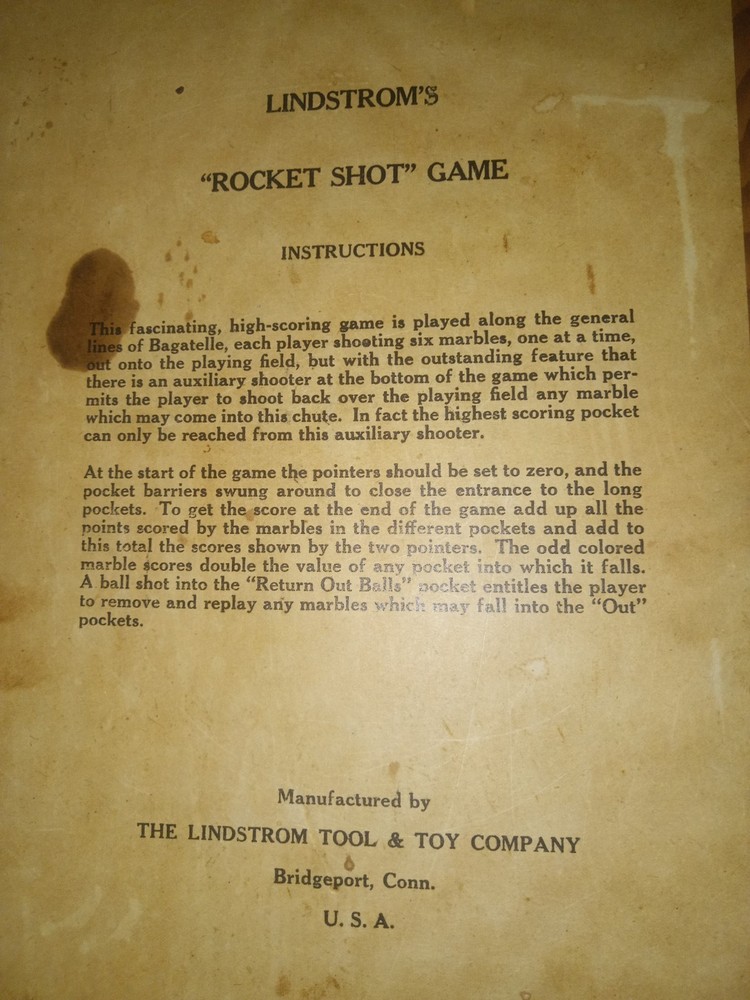 LINDSTROM'S
"ROCKET SHOT" GAME
INSTRUCTIONS
This fascinating, high-scoring game is played along the general
lines of Bagatelle, each player shooting six marbles, one at a time,
out onto the playing field, but with the outstanding feature that
there is an auxiliary shooter at the bottom of the game which per-
mits the player to shoot back over the playing field any marble
which may come into this chute. In fact the highest scoring pocket
can only be reached from this auxiliary shooter.
At the start of the game the pointers should be set to zero, and the
pocket barriers swung around to close the entrance to the long
pockets. To get the score at the end of the game add up all the
points scored by the marbles in the different pockets and add to
this total the scores shown by the two pointers. The odd colored
marble scores double the value of any pocket into which it falls.
A ball shot into the "Return Out Balls" pocket entitles the player
to remove and replay any marbles which may fall into the "Out"
pockets.
Manufactured by
THE LINDSTROM TOOL & TOY COMPANY
Bridgeport, Conn.
U. S. A.